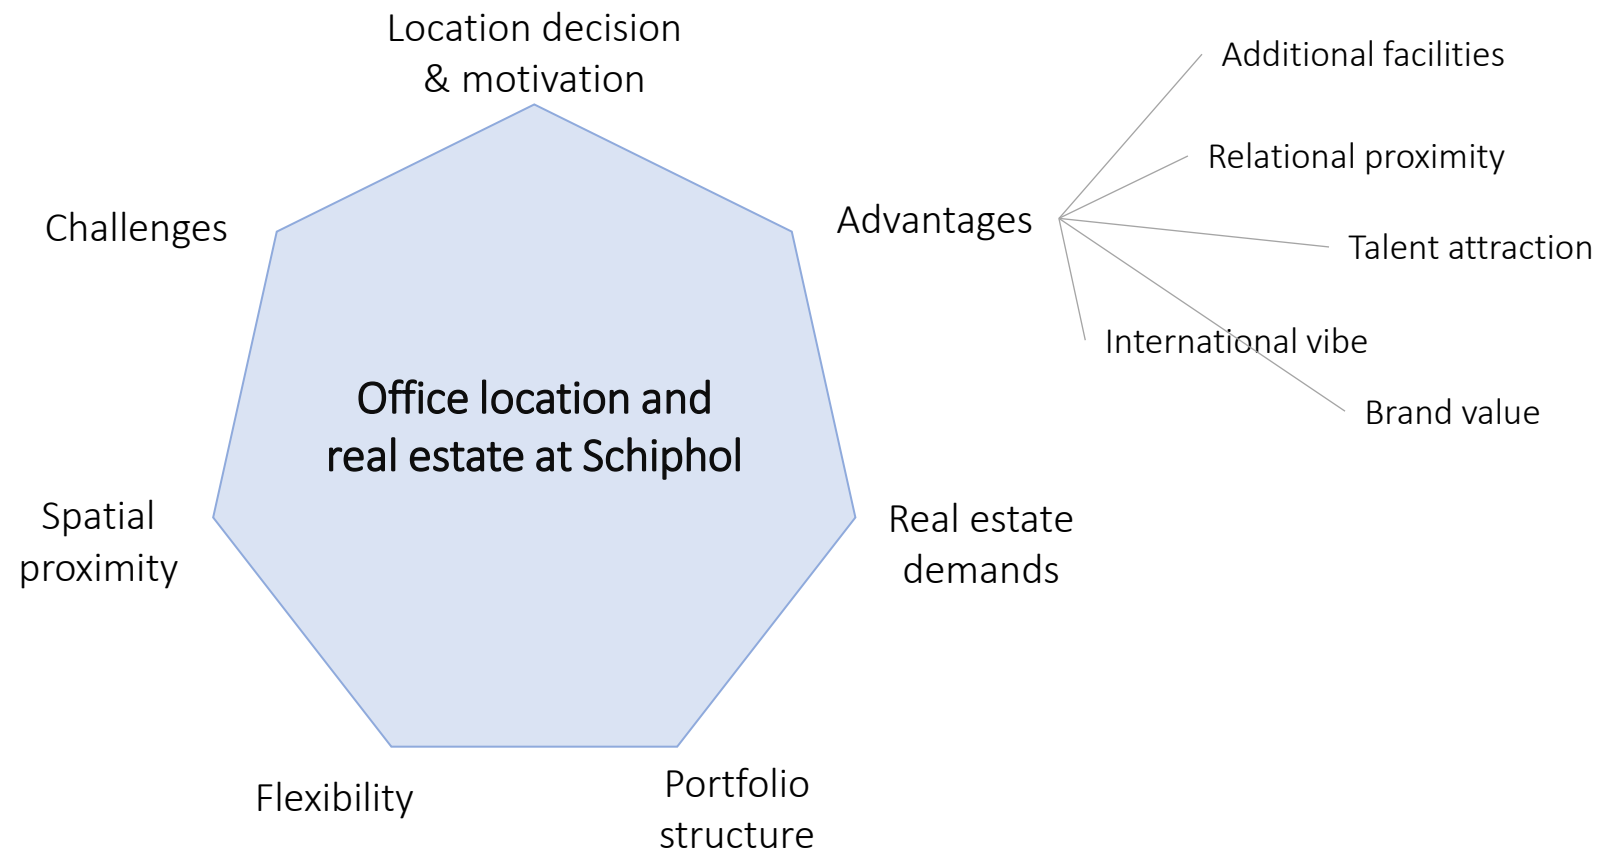 Location decision
& motivation
Additional facilities
Relational proximity
Challenges
Advantages
Talent attraction
International vibe
Office location and
real estate at Schiphol
Brand value
Spatial
proximity
Real estate
demands
Flexibility
Portfolio
structure